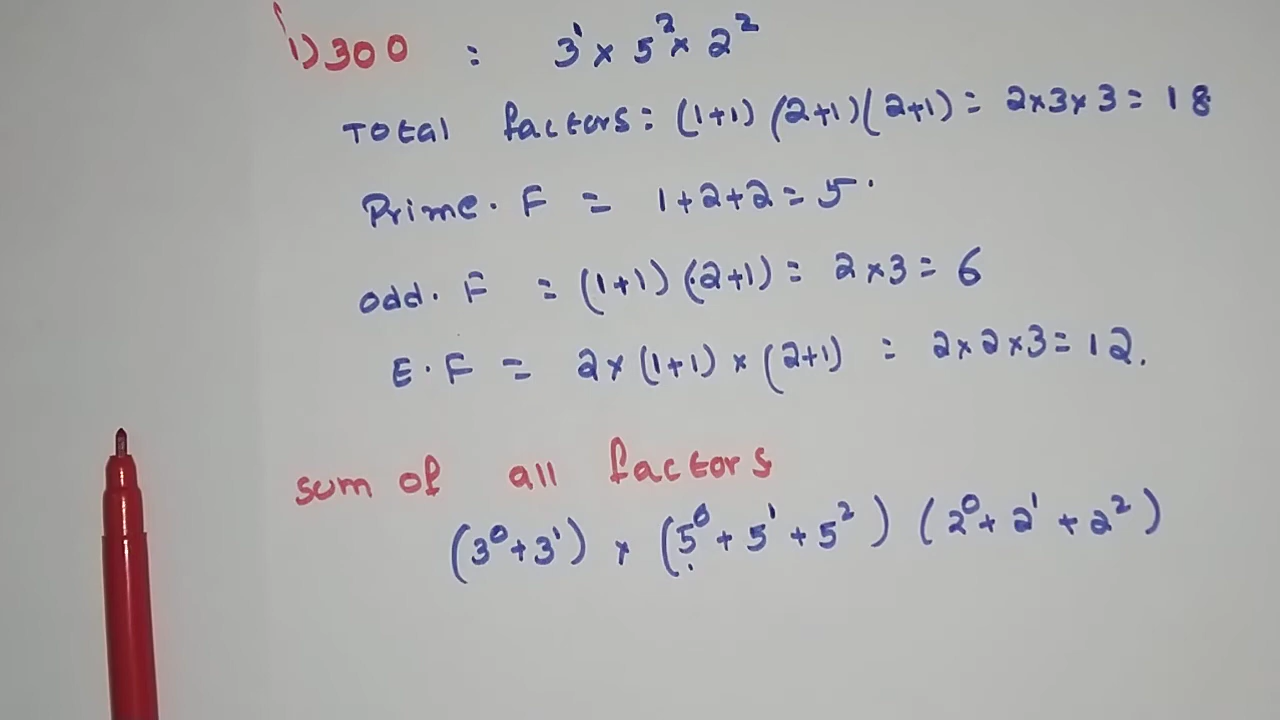 1) 300 : 3¹ × 5² × 2²
Total factors: (1+1) (2+1) (2+1) = 2×3×3 = 18
Prime. F = 1+2+2 = 5.
odd. F = (1+1) (2+1) = 2×3 = 6
E. F = 2×(1+1)×(2+1) = 2×2×3 = 12.
sum of all factors
(3⁰+3¹) × (5⁰+5¹+5²) (2⁰+2¹+2²)